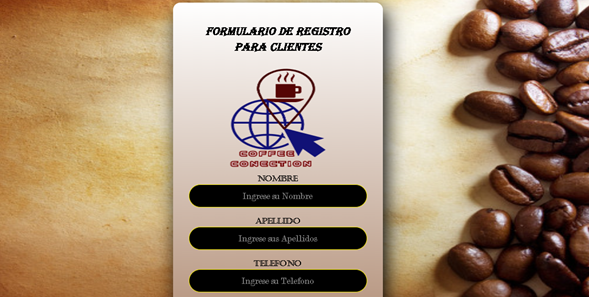 FORMULARIO DE REGISTRO
PARA CLIENTES
COFFEE
CONECTION
NOMBRE
Ingrese su Nombre
APELLIDO
Ingrese sus Apellidos
TELEFONO
Ingrese su Telefono